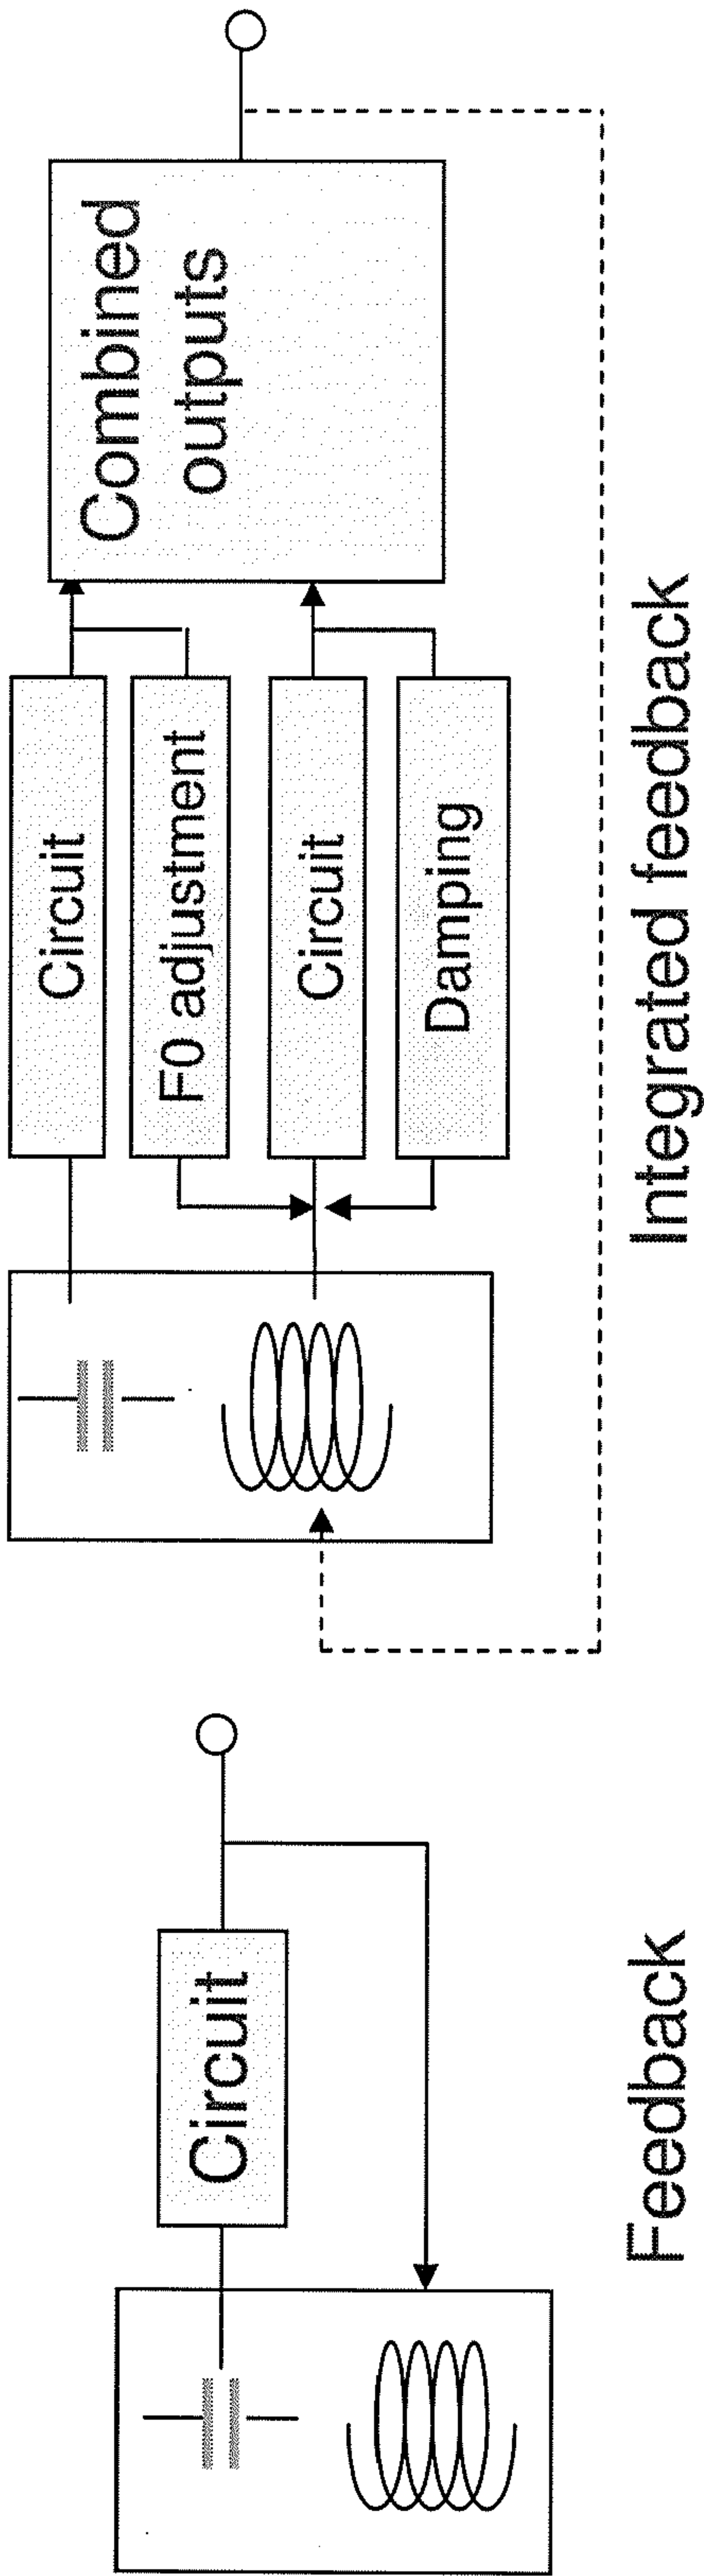 Circuit
Feedback
Circuit
F0 adjustment
Circuit
Damping
Combined
outputs
Integrated feedback